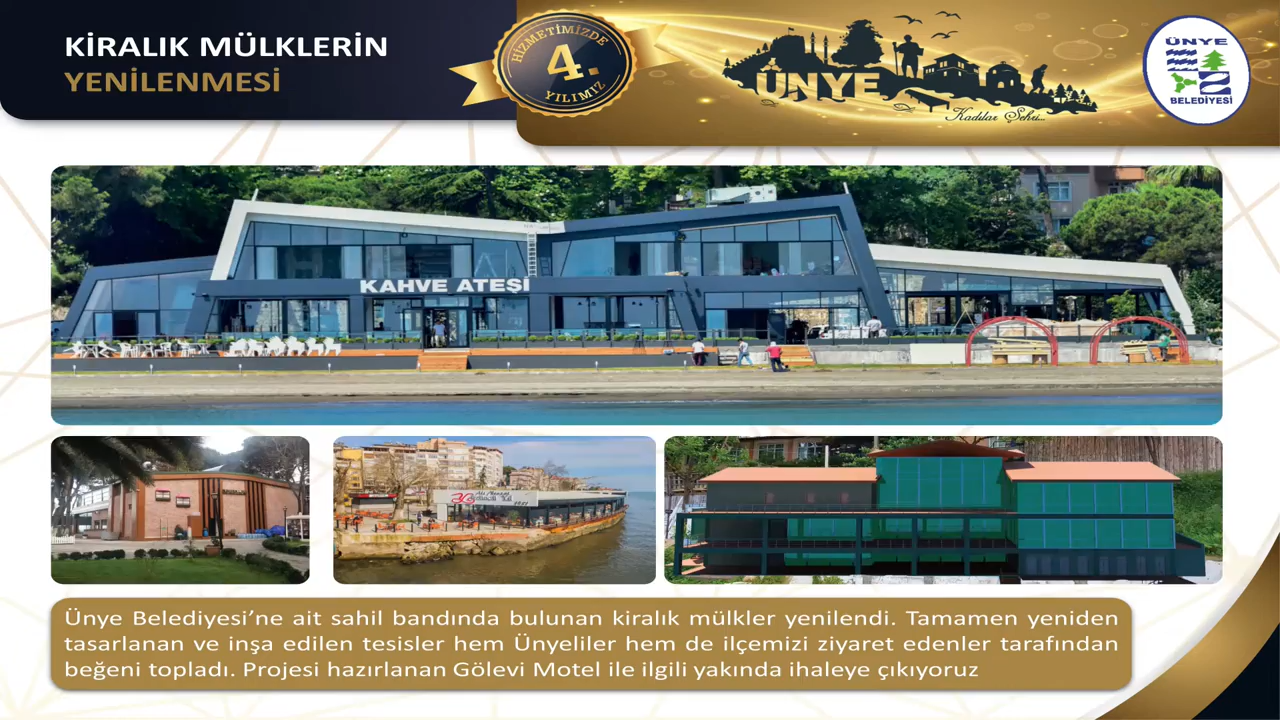 KİRALIK MÜLKLERİN
YENİLENMESİ
HİZMETİMİZDE
4.
YILIMIZ
ÜNYE
Kadılar Şehri...
ÜNYE
BELEDİYESİ
KAHVE ATEŞİ
Ünye Belediyesi’ne ait sahil bandında bulunan kiralık mülkler yenilendi. Tamamen yeniden
tasarlanan ve inşa edilen tesisler hem Ünyeliler hem de ilçemizi ziyaret edenler tarafından
beğeni topladı. Projesi hazırlanan Gölevi Motel ile ilgili yakında ihaleye çıkıyoruz